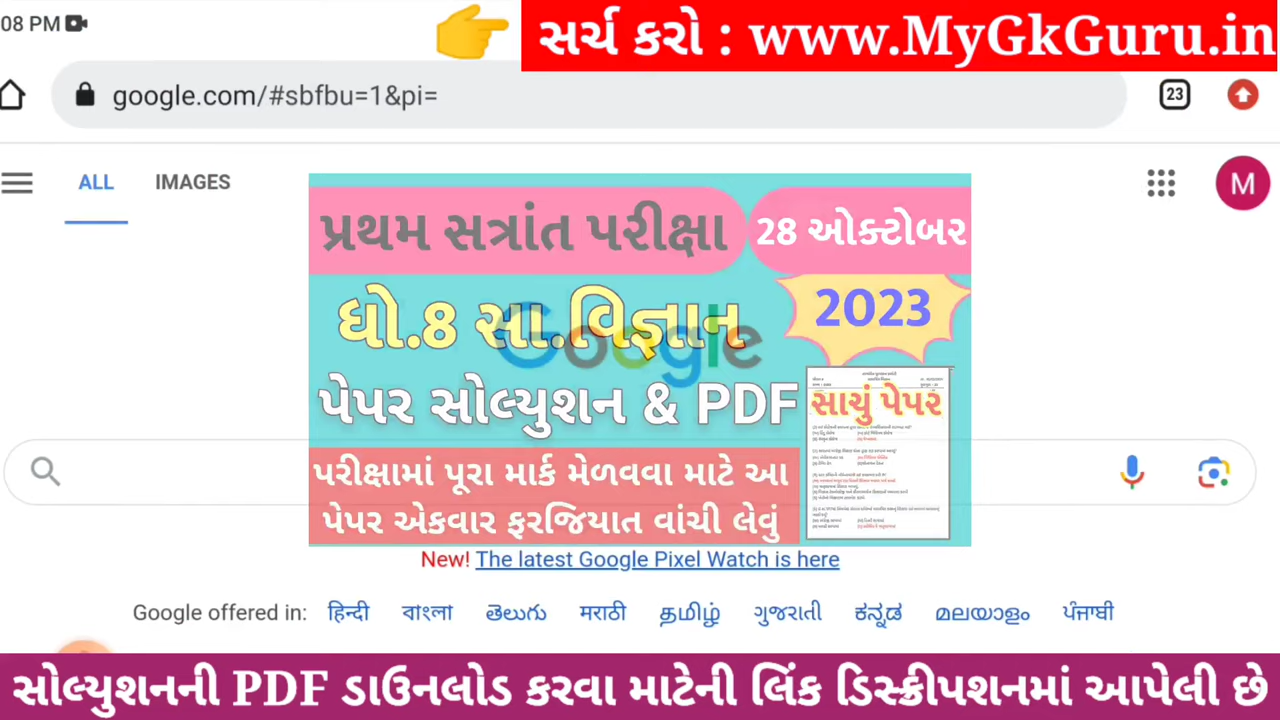 08 PM
સર્ચ કરો : www.MyGkGuru.in
google.com/#sbfbu=1&pi=
23
ALL IMAGES
M
પ્રથમ સત્રાંત પરીક્ષા
28 ઓક્ટોબર
2023
ધો.8 સા.વિજ્ઞાન
Google
પેપર સોલ્યુશન & PDF
સાચું પેપર
પરીક્ષામાં પૂરા માર્ક મેળવવા માટે આ
પેપર અકવાર ફરજિયાત વાંચી લેવું
New! The latest Google Pixel Watch is here
Google offered in: हिन्दी বাংলা తెలుగు मराठी தமிழ் ગુજરાતી ಕನ್ನಡ മലയാളം ਪੰਜਾਬੀ
સોલ્યુશનની PDF ડાઉનલોડ કરવા માટેની લિંક ડિસ્ક્રીપશનમાં આપેલી છે